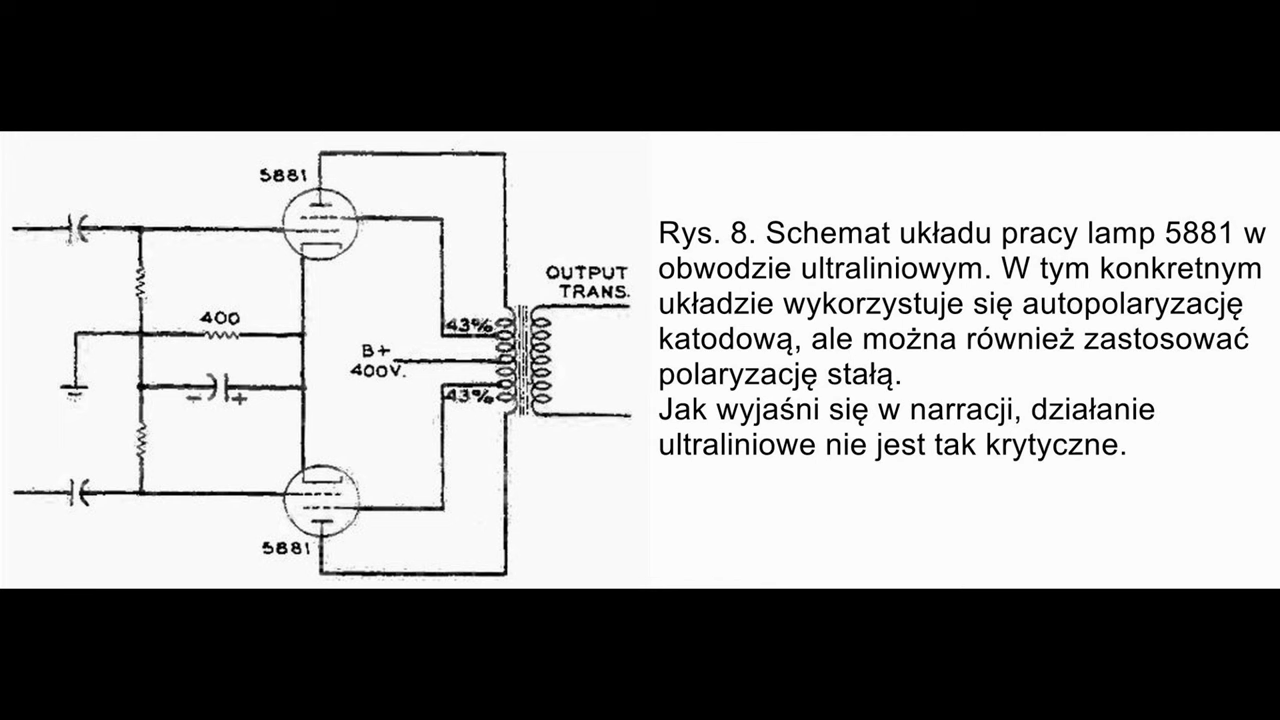 5881
400
43%
B+
400V.
43%
5881
OUTPUT
TRANS.
Rys. 8. Schemat układu pracy lamp 5881 w
obwodzie ultraliniowym. W tym konkretnym
układzie wykorzystuje się autopolaryzację
katodową, ale można również zastosować
polaryzację stałą.
Jak wyjaśni się w narracji, działanie
ultraliniowe nie jest tak krytyczne.